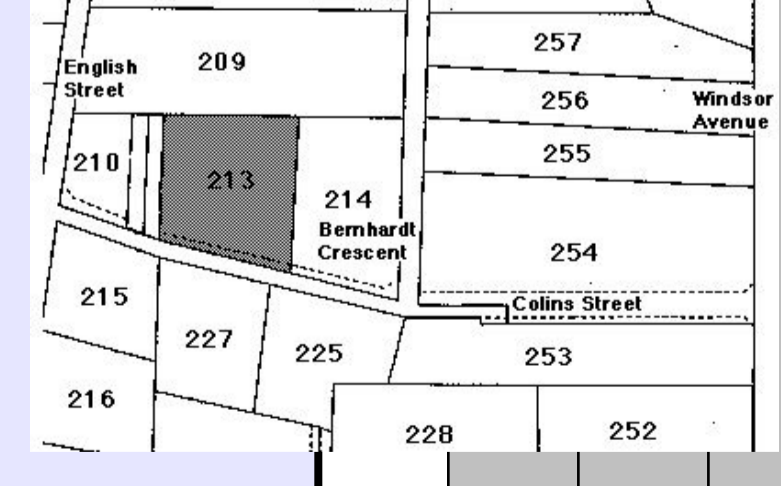 257
209
English
Street
256
Windsor
Avenue
255
210
213
214
Bernhardt
Crescent
254
215
Colins Street
227
225
253
216
228
252